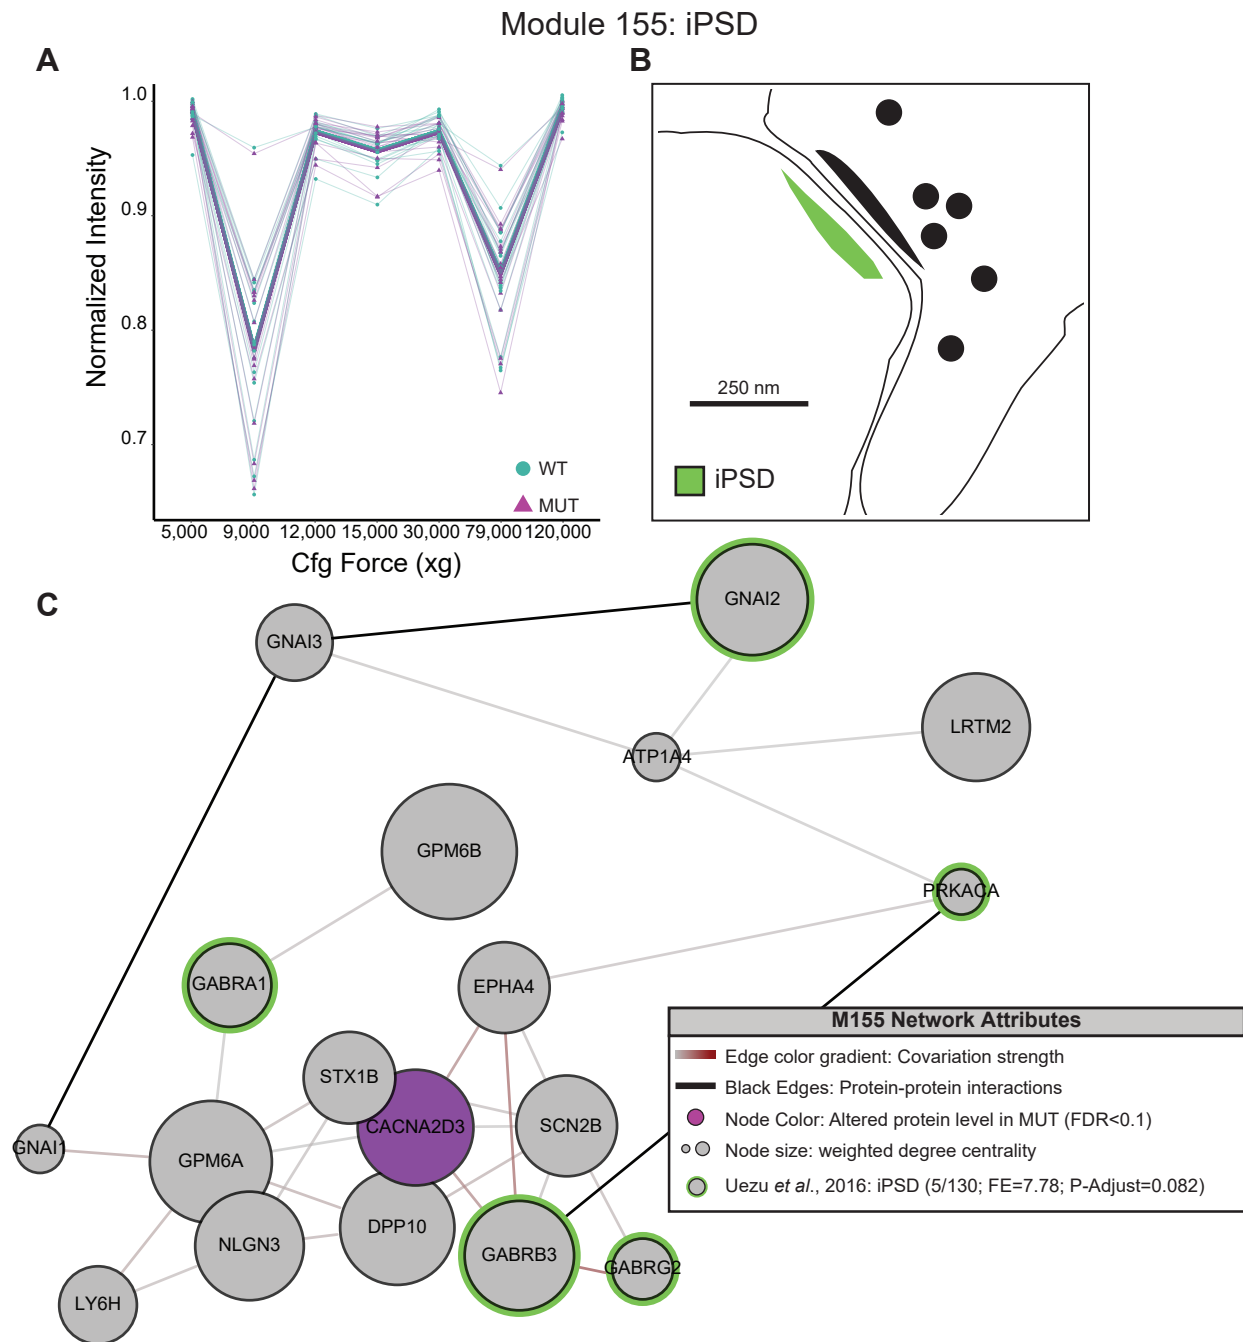 Module 155: iPSD
A
B
1.0
0.9
0.8
0.7
Normalized Intensity
WT
MUT
5,000 9,000 12,000 15,000 30,000 79,000 120,000
Cfg Force (xg)
250 nm
iPSD
C
GNAI2
GNAI3
LRTM2
ATP1A4
GPM6B
PRKACA
GABRA1
EPHA4
STX1B
CACNA2D3
SCN2B
GNAI1
GPM6A
DPP10
NLGN3
GABRB3
GABRG2
LY6H
M155 Network Attributes
Edge color gradient: Covariation strength
Black Edges: Protein-protein interactions
Node Color: Altered protein level in MUT (FDR<0.1)
Node size: weighted degree centrality
Uezu et al., 2016: iPSD (5/130; FE=7.78; P-Adjust=0.082)